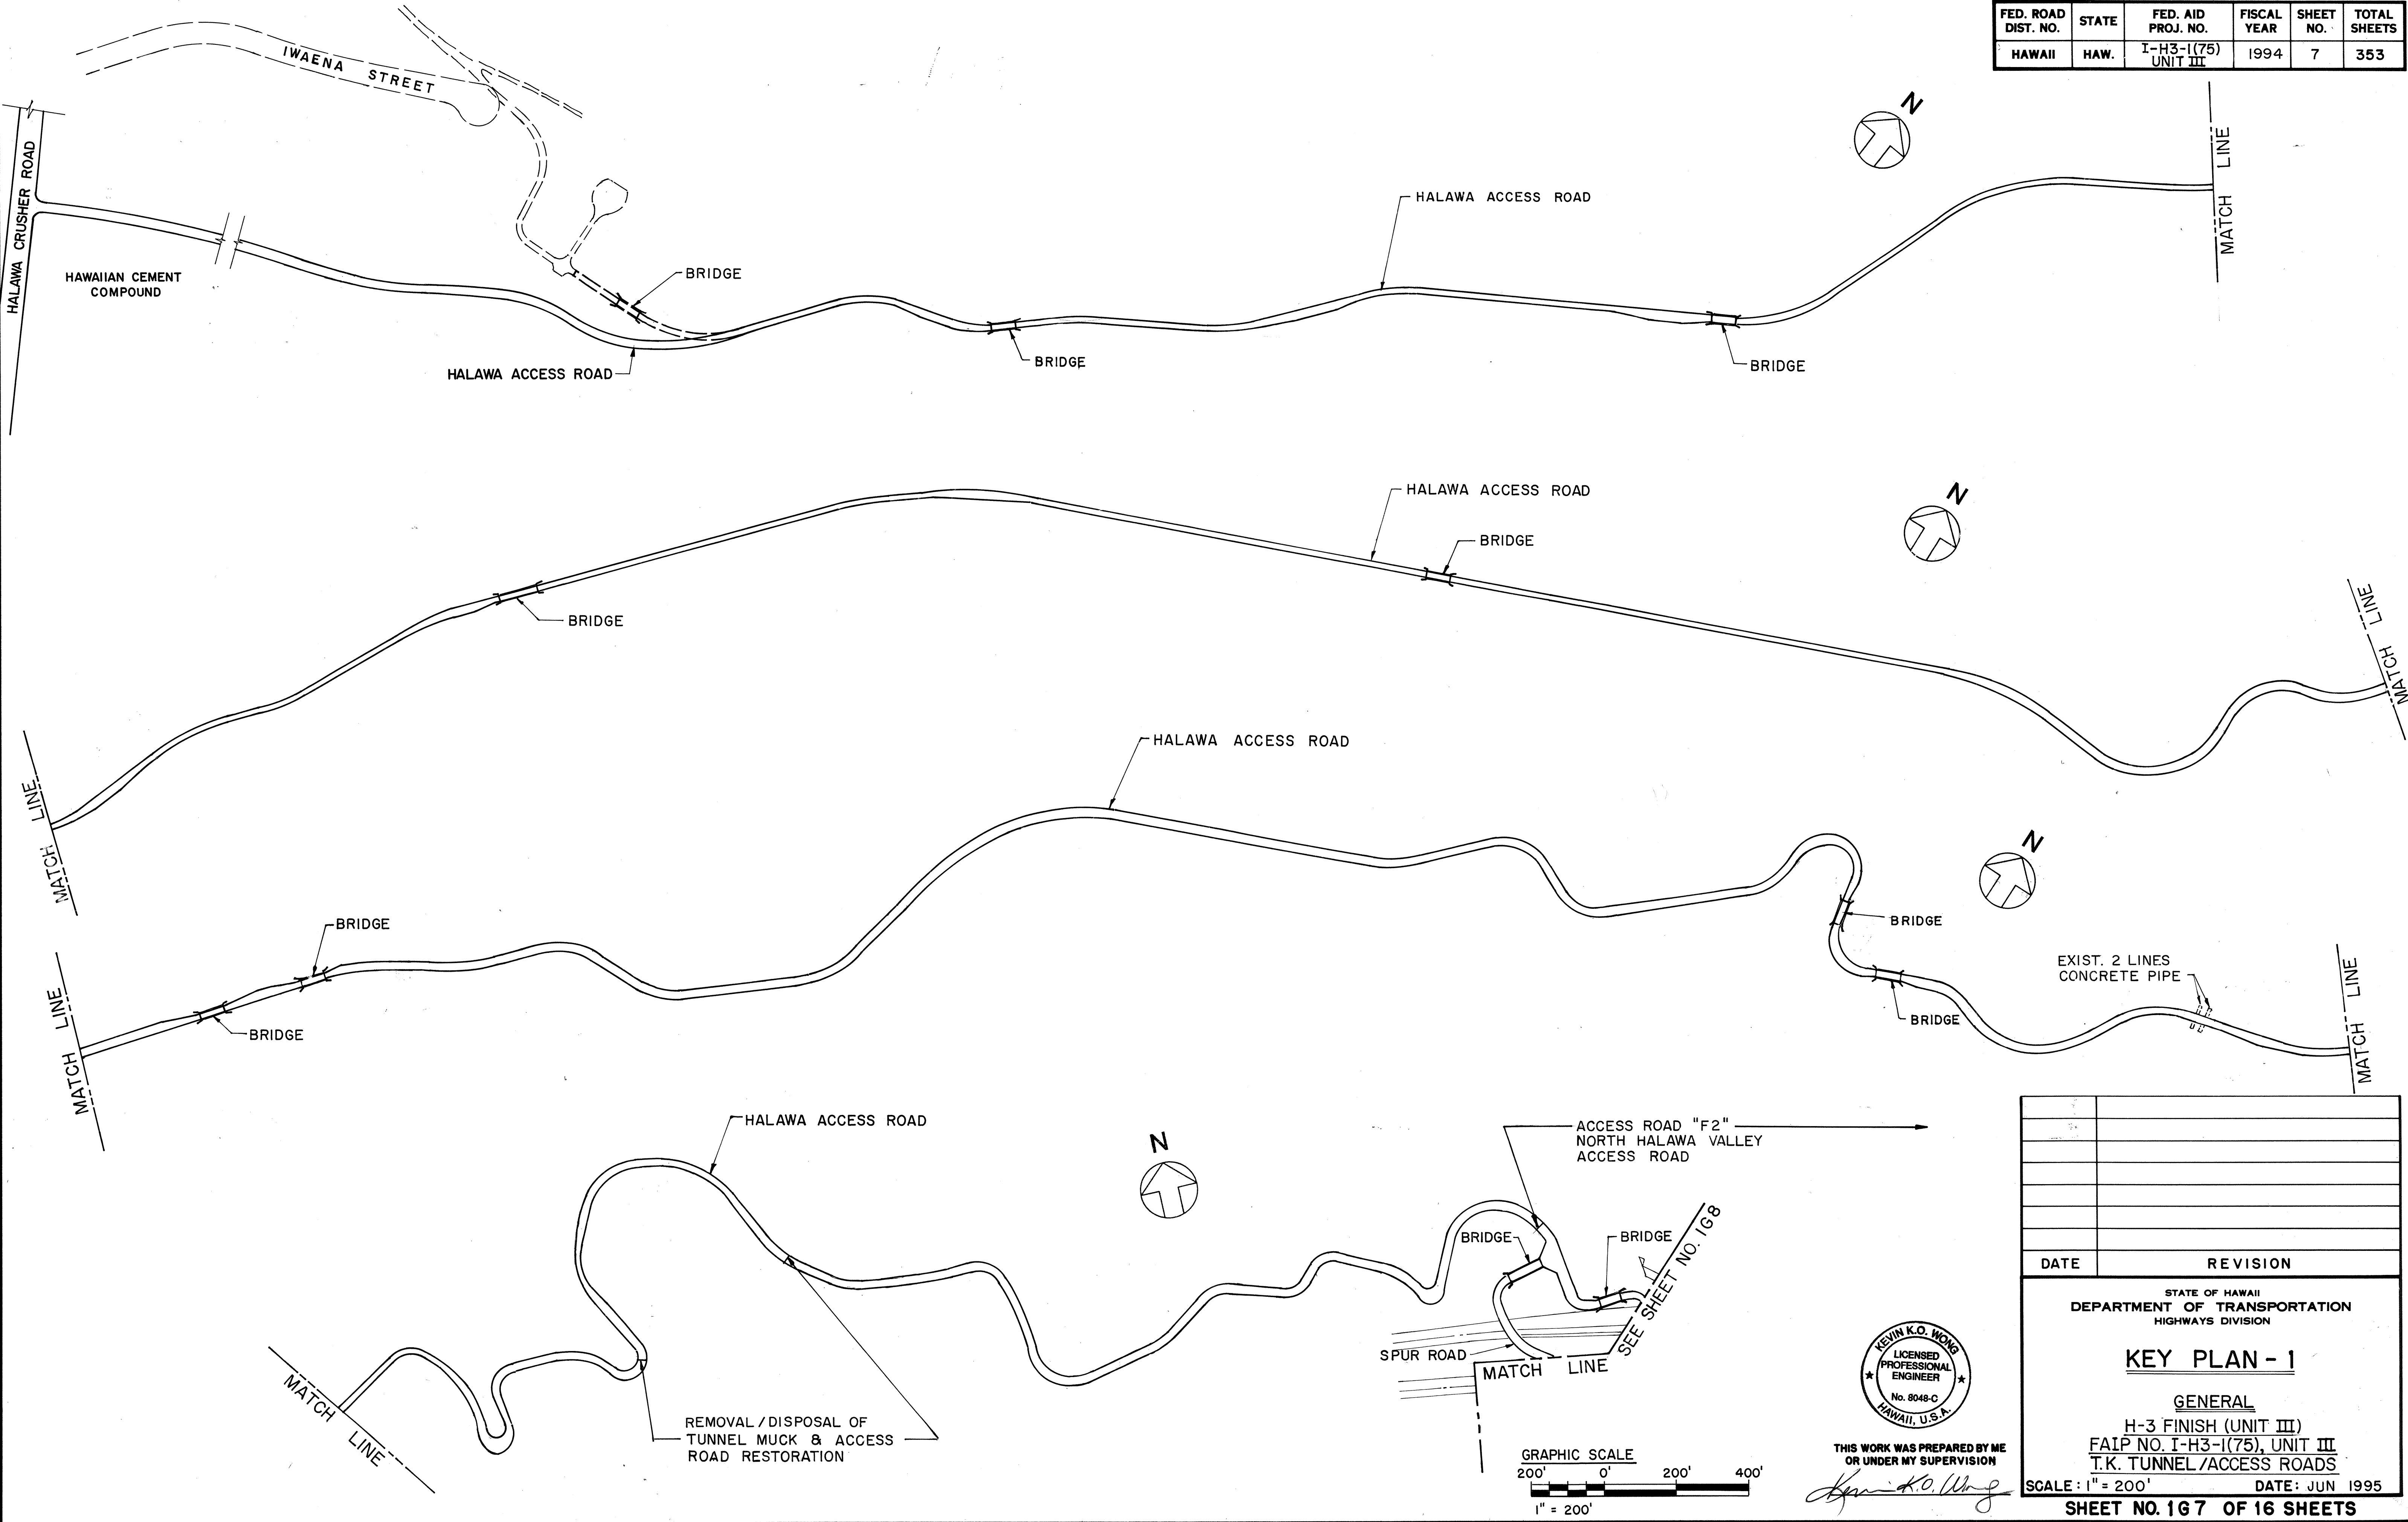 FED. ROAD DIST. NO. STATE FED. AID PROJ. NO. FISCAL YEAR SHEET NO. TOTAL SHEETS
HAWAII HAW. I-H3-1(75) UNIT III 1994 7 353
IWAENA STREET
HALAWA CRUSHER ROAD
HAWAIIAN CEMENT
COMPOUND
BRIDGE
HALAWA ACCESS ROAD
HALAWA ACCESS ROAD
BRIDGE
BRIDGE
N
MATCH LINE
HALAWA ACCESS ROAD
BRIDGE
BRIDGE
N
MATCH LINE
MATCH LINE
HALAWA ACCESS ROAD
N
BRIDGE
BRIDGE
BRIDGE
BRIDGE
EXIST. 2 LINES
CONCRETE PIPE
MATCH LINE
MATCH LINE
HALAWA ACCESS ROAD
N
ACCESS ROAD "F2"
NORTH HALAWA VALLEY
ACCESS ROAD
BRIDGE
BRIDGE
SEE SHEET NO. 1G8
SPUR ROAD
MATCH LINE
MATCH LINE
REMOVAL/DISPOSAL OF
TUNNEL MUCK & ACCESS
ROAD RESTORATION
GRAPHIC SCALE
200' 0' 200' 400'
1" = 200'
KEVIN K.O. WONG
LICENSED
PROFESSIONAL
ENGINEER
No. 8048-C
HAWAII, U.S.A.
THIS WORK WAS PREPARED BY ME
OR UNDER MY SUPERVISION
Kevin K.O. Wong
DATE REVISION
STATE OF HAWAII
DEPARTMENT OF TRANSPORTATION
HIGHWAYS DIVISION
KEY PLAN - 1
GENERAL
H-3 FINISH (UNIT III)
FAIP NO. I-H3-1(75), UNIT III
T.K. TUNNEL/ACCESS ROADS
SCALE: 1" = 200' DATE: JUN 1995
SHEET NO. 1G7 OF 16 SHEETS